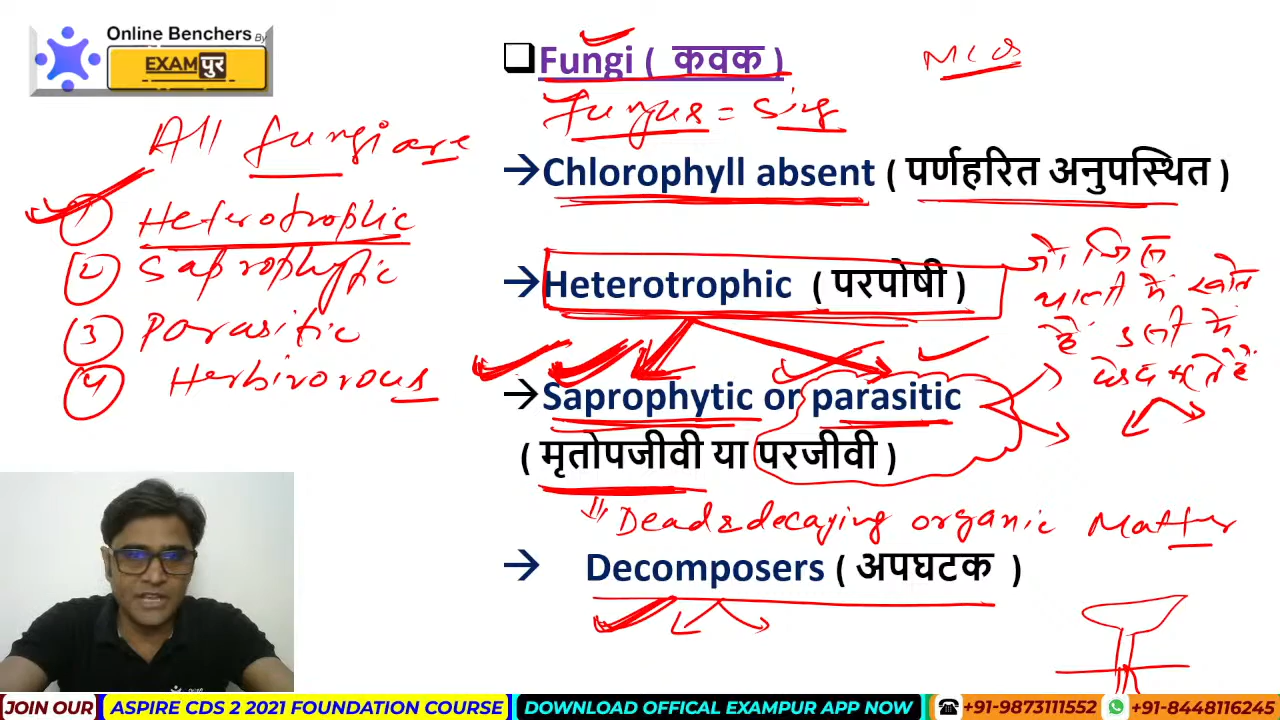 Online Benchers By
EXAMपुर
Fungi ( कवक )
MCQ
Fungus = Sing
All fungi are
→Chlorophyll absent ( पर्णहरित अनुपस्थित )
① Heterotrophic
② Saprophytic
③ Parasitic
④ Herbivorous
→Heterotrophic ( परपोषी )
जो जिस
थाली में खाते
हैं उसी में
छेद करते हैं
→Saprophytic or parasitic
( मृतोपजीवी या परजीवी )
Dead & decaying organic Matter
→ Decomposers ( अपघटक )
JOIN OUR ASPIRE CDS 2 2021 FOUNDATION COURSE DOWNLOAD OFFICAL EXAMPUR APP NOW +91-9873111552 +91-8448116245